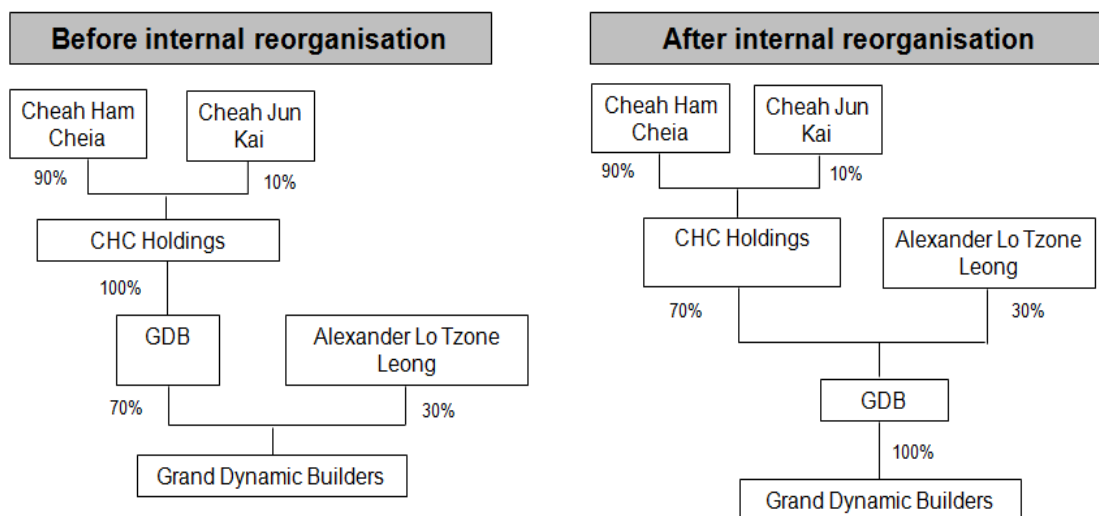 Before internal reorganisation
Cheah Ham
Cheia
Cheah Jun
Kai
90%
10%
CHC Holdings
100%
GDB
Alexander Lo Tzone
Leong
70%
30%
Grand Dynamic Builders
After internal reorganisation
Cheah Ham
Cheia
Cheah Jun
Kai
90%
10%
CHC Holdings
Alexander Lo Tzone
Leong
70%
30%
GDB
100%
Grand Dynamic Builders